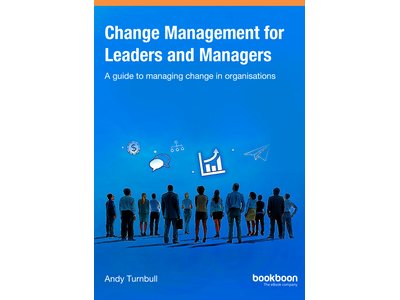 Change Management for
Leaders and Managers
A guide to managing change in organisations
Andy Turnbull
bookboon
The eBook company